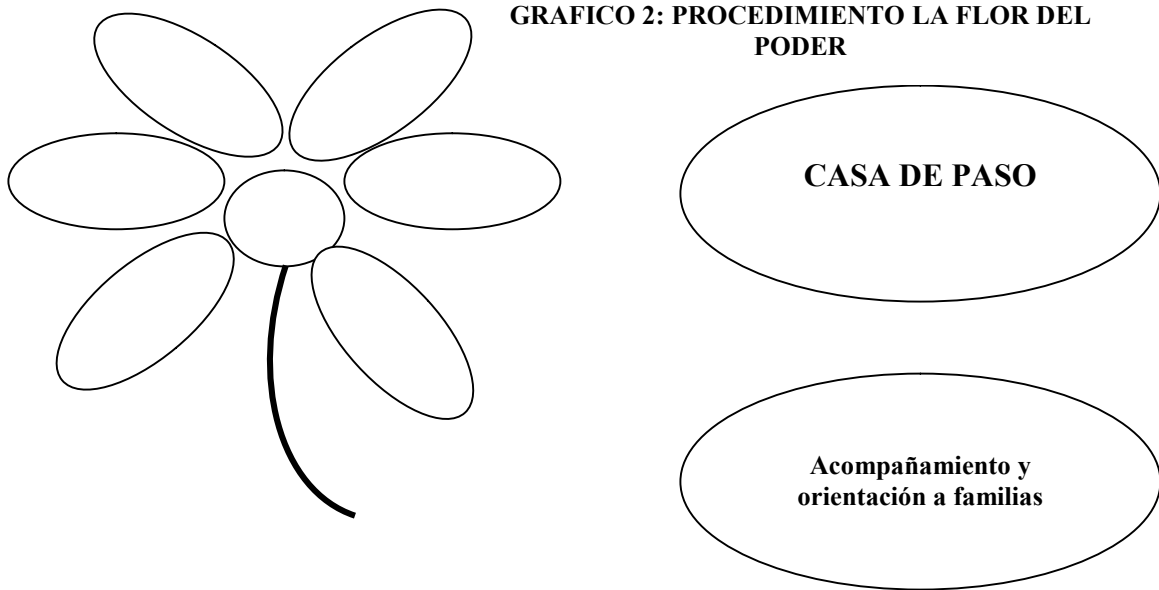 GRAFICO 2: PROCEDIMIENTO LA FLOR DEL
PODER
CASA DE PASO
Acompañamiento y
orientación a familias